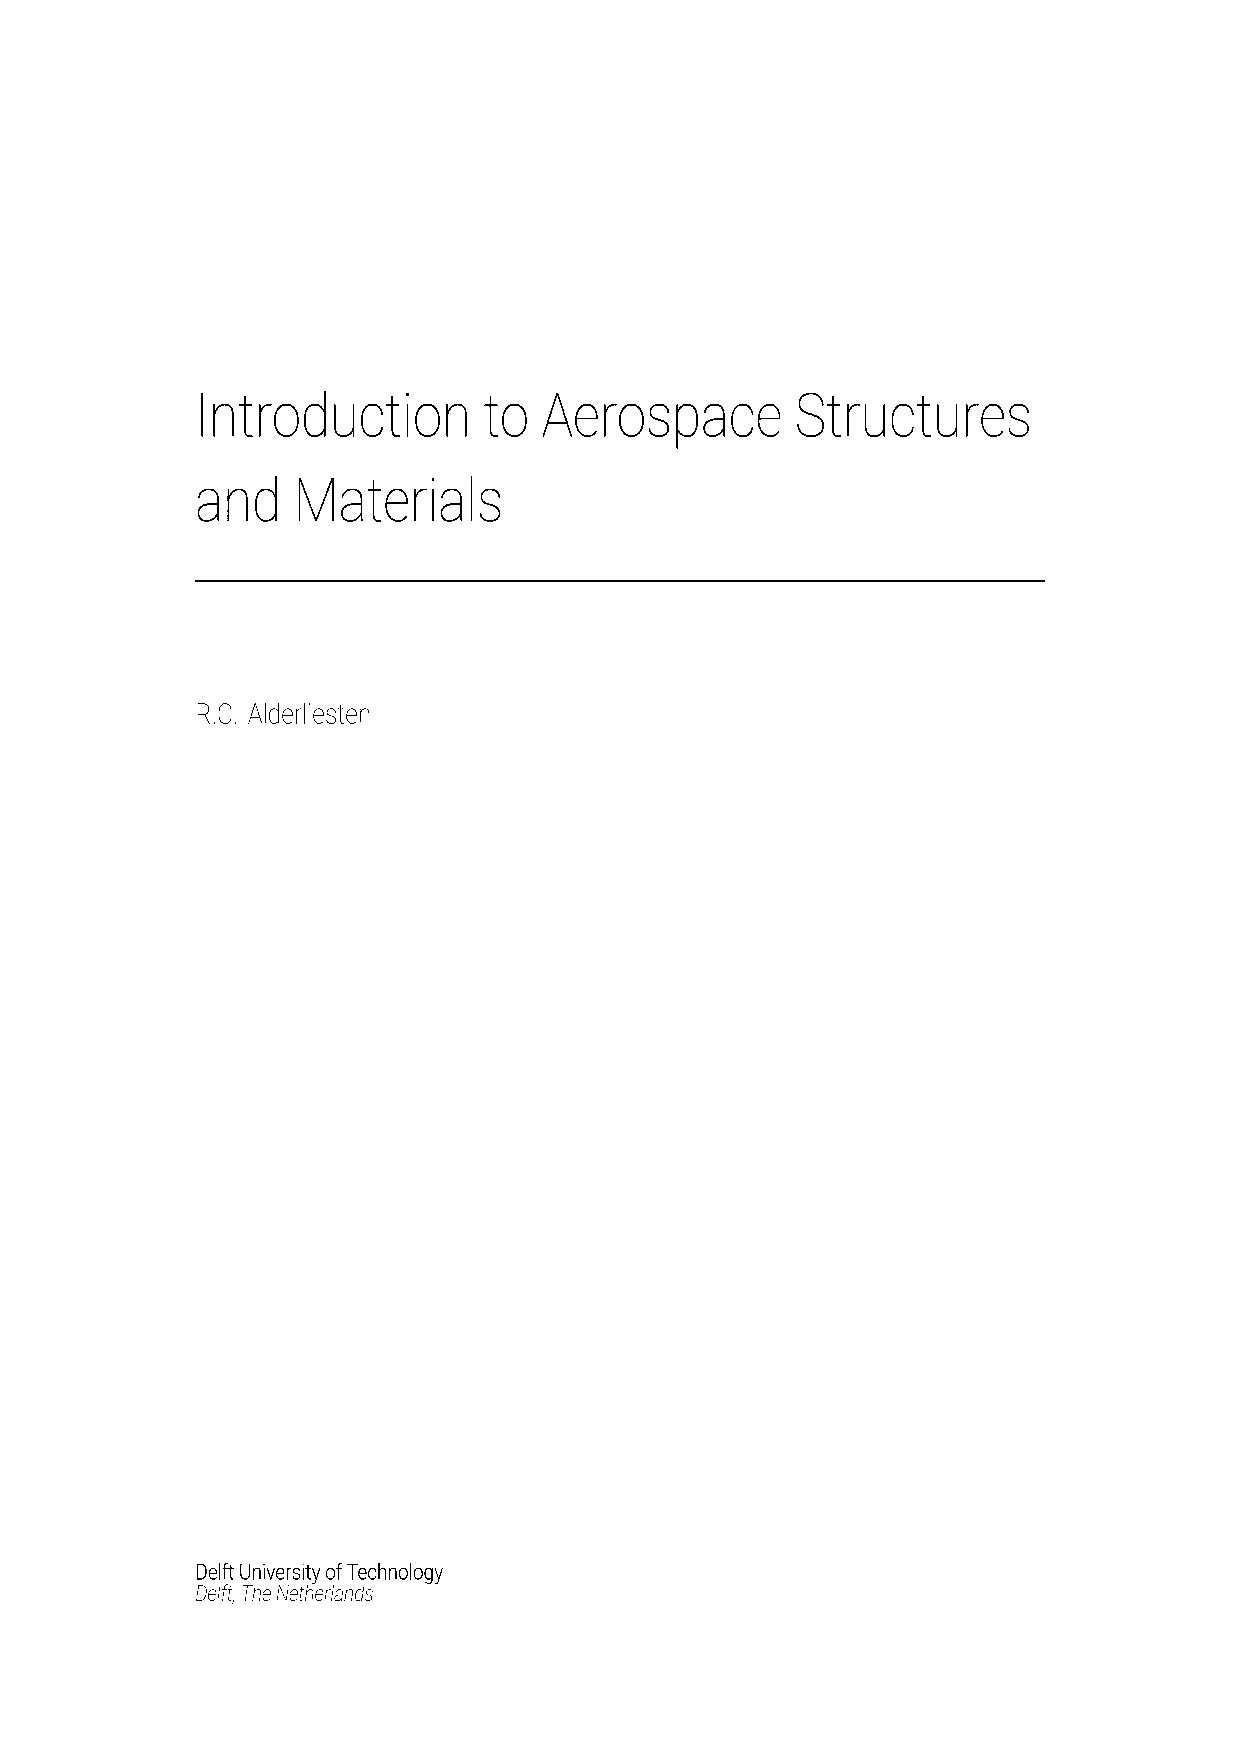 Introduction to Aerospace Structures
and Materials
R.C. Alderliesten
Delft University of Technology
Delft, The Netherlands